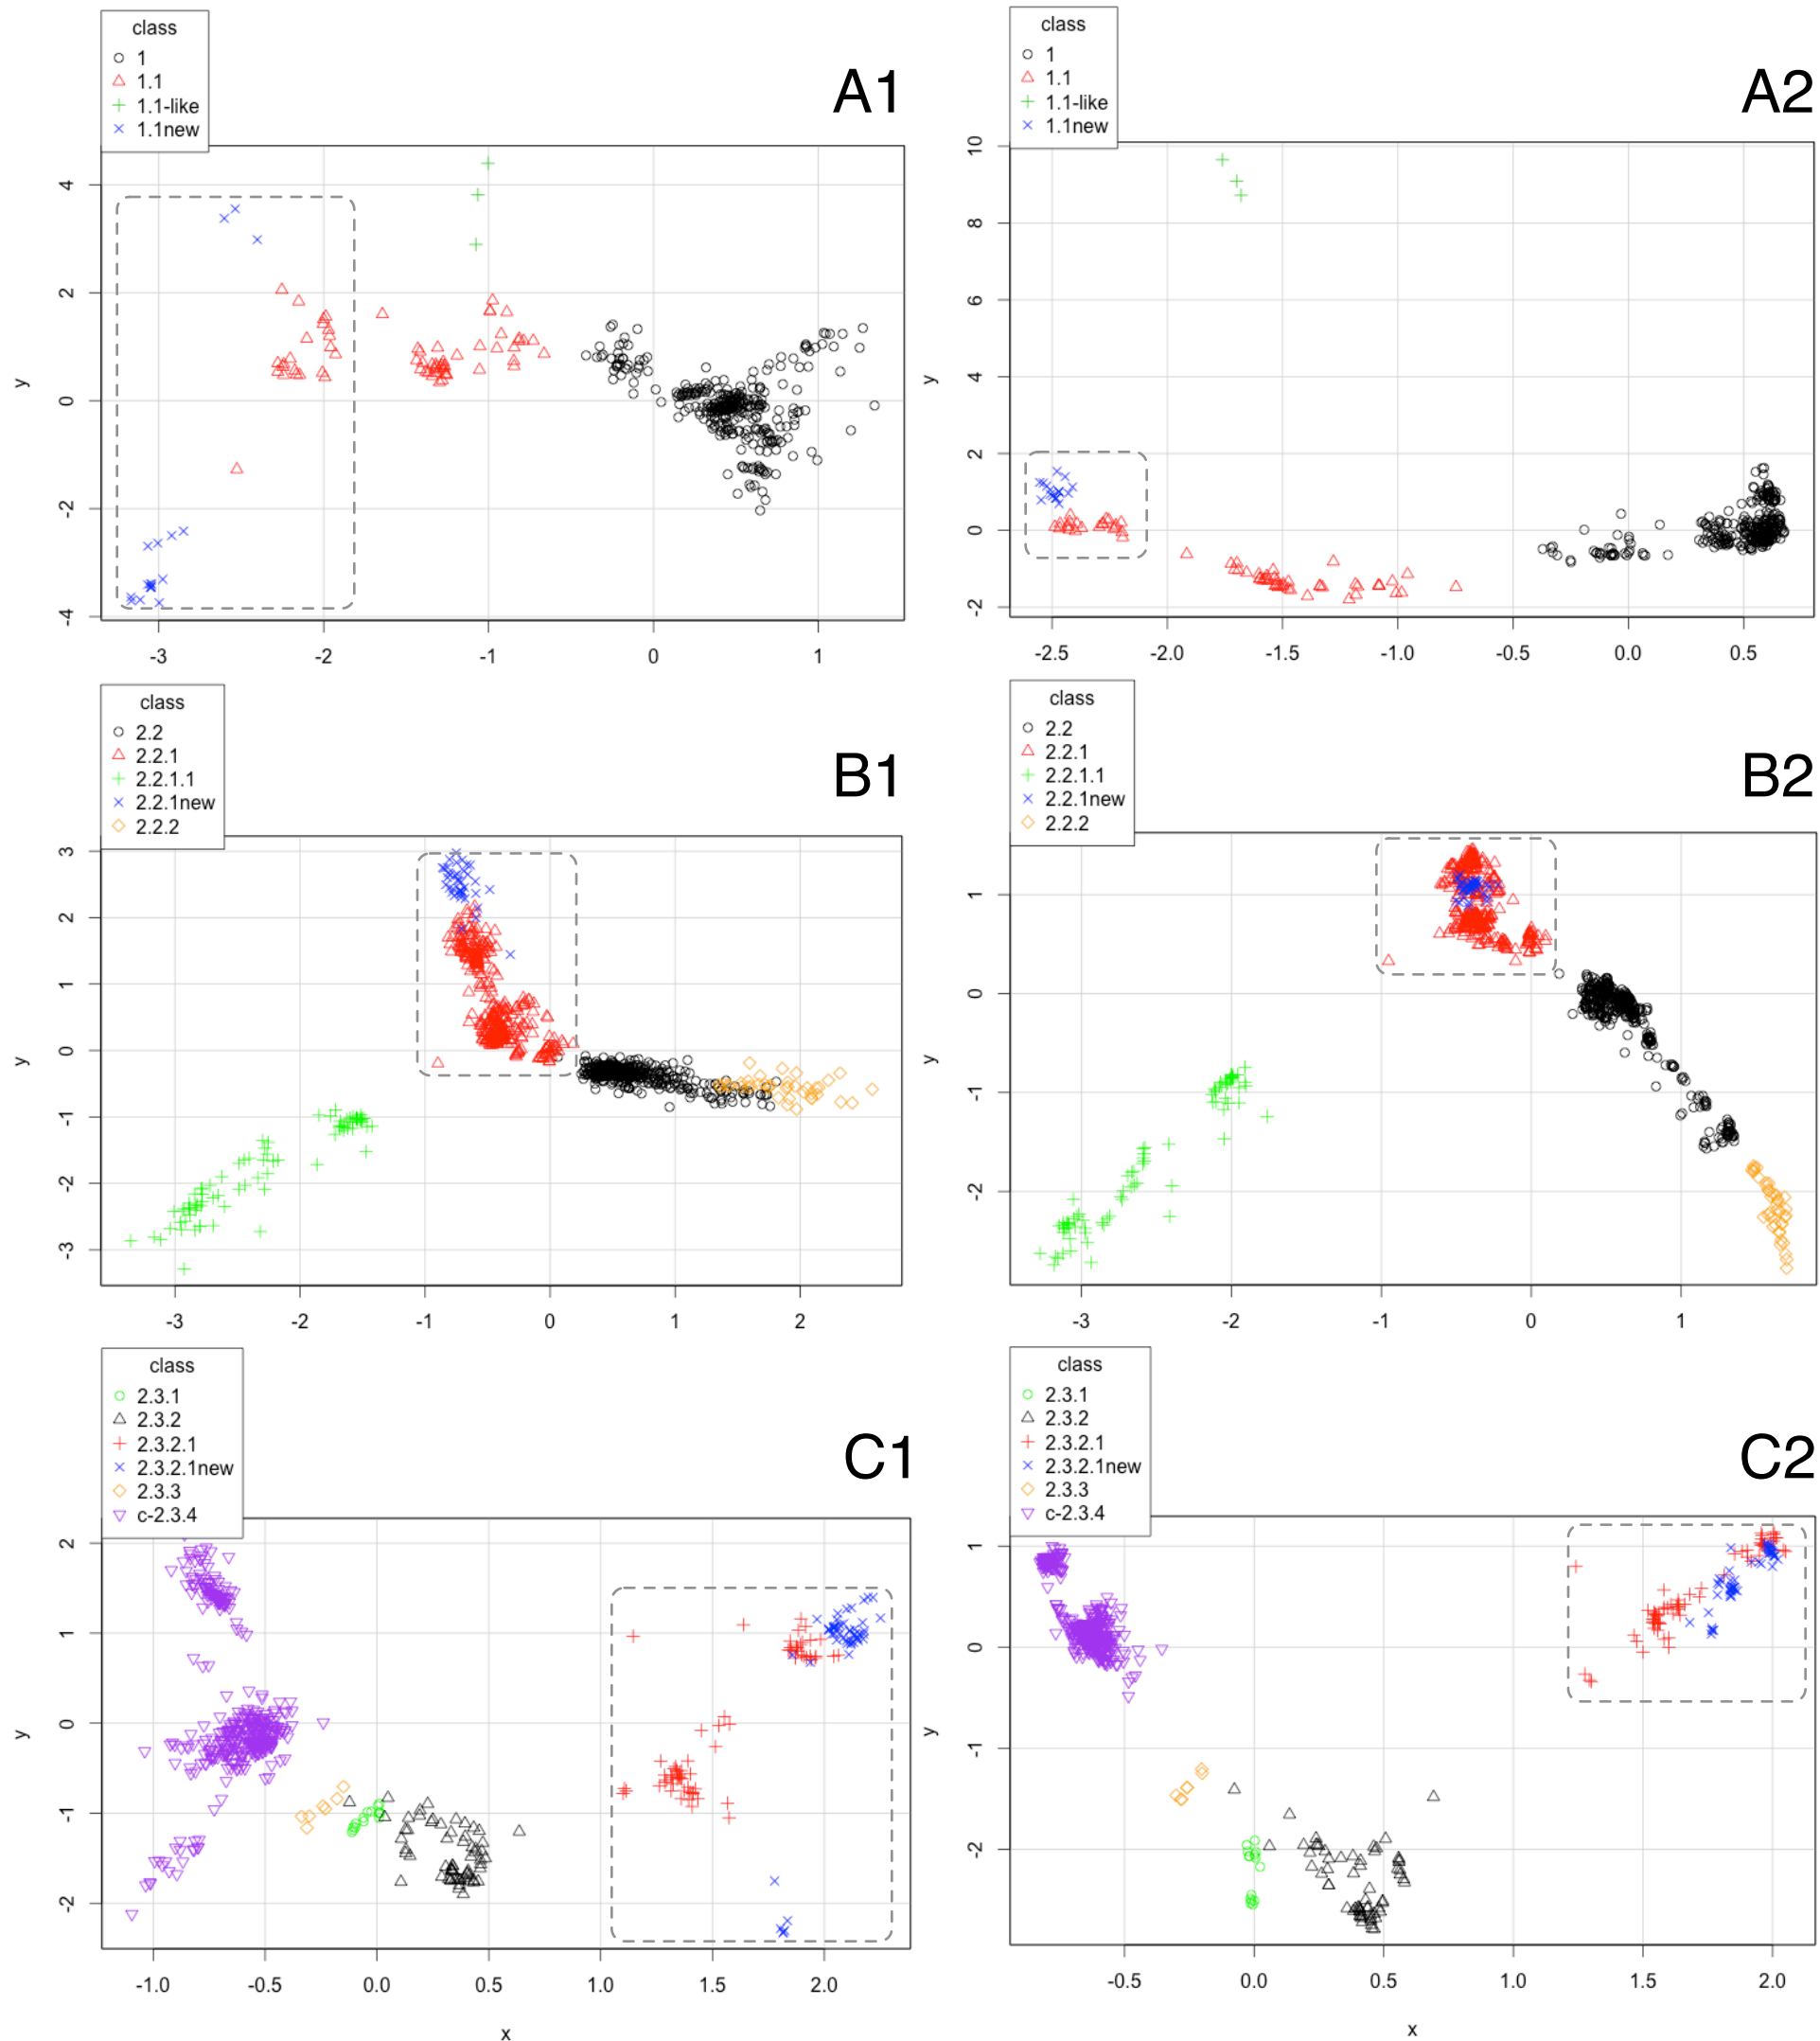 class
1
1.1
1.1-like
1.1new
A1
y
4
2
0
-2
-4
-3
-2
-1
0
1
class
1
1.1
1.1-like
1.1new
A2
y
10
8
6
4
2
0
-2
-2.5
-2.0
-1.5
-1.0
-0.5
0.0
0.5
class
2.2
2.2.1
2.2.1.1
2.2.1new
2.2.2
B1
y
3
2
1
0
-1
-2
-3
-3
-2
-1
0
1
2
class
2.2
2.2.1
2.2.1.1
2.2.1new
2.2.2
B2
y
1
0
-1
-2
-3
-2
-1
0
1
class
2.3.1
2.3.2
2.3.2.1
2.3.2.1new
2.3.3
c-2.3.4
C1
y
2
1
0
-1
-2
-1.0
-0.5
0.0
0.5
1.0
1.5
2.0
x
class
2.3.1
2.3.2
2.3.2.1
2.3.2.1new
2.3.3
c-2.3.4
C2
y
1
0
-1
-2
-0.5
0.0
0.5
1.0
1.5
2.0
x